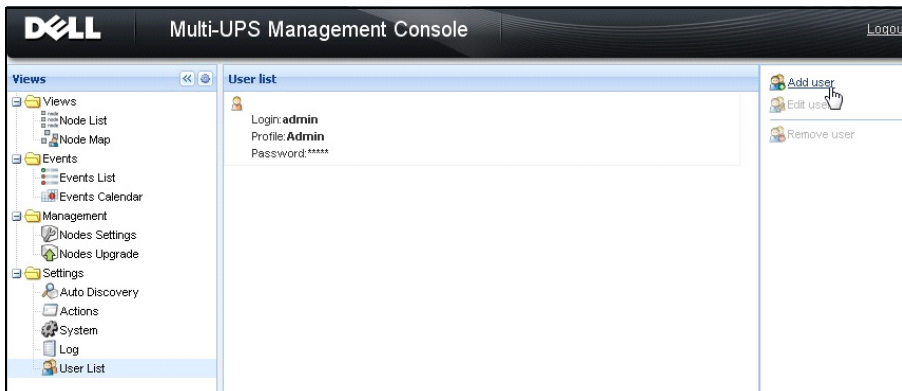 DELL Multi-UPS Management Console
Views
Views
Node List
Node Map
Events
Events List
Events Calendar
Management
Nodes Settings
Nodes Upgrade
Settings
Auto Discovery
Actions
System
Log
User List
User list
Login:admin
Profile:Admin
Password:*****
Logou
Add user
Edit use
Remove user